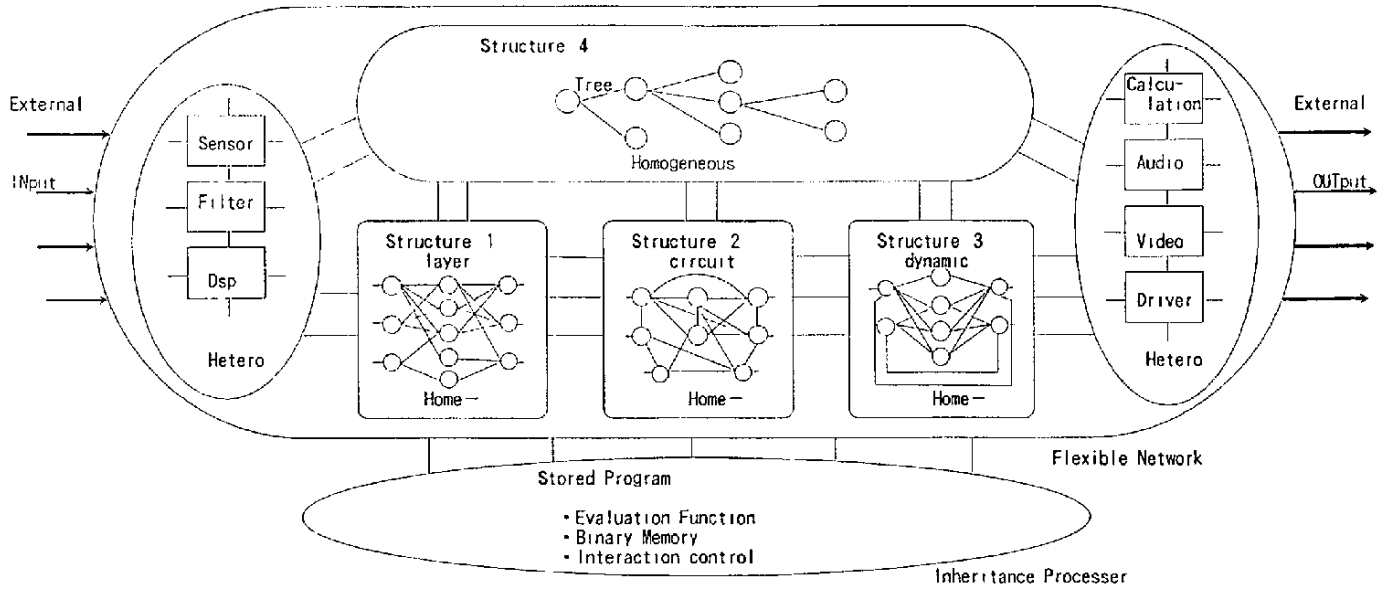 Structure 4
Tree
Homogeneous
External
INput
Sensor
Filter
Dsp
Hetero
Structure 1
layer
Home —
Structure 2
circuit
Home —
Structure 3
dynamic
Home —
Calcu-
lation
Audio
Video
Driver
Hetero
External
OUTput
Flexible Network
Stored Program
・Evaluation Function
・Binary Memory
・Interaction control
Inheritance Processer